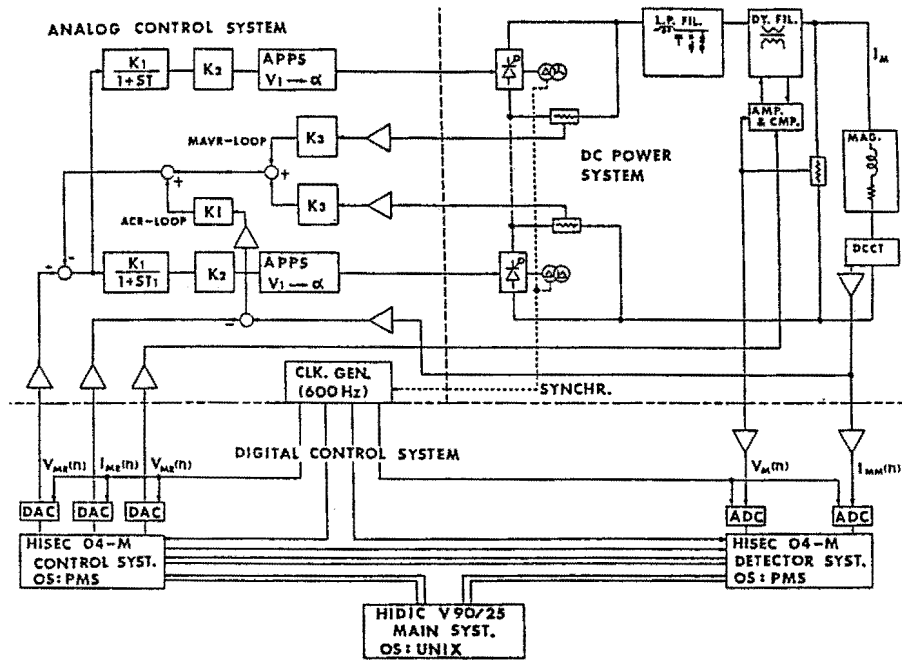 ANALOG CONTROL SYSTEM
K1
1+ST
K2
APPS
V1 → α
L.P. FIL.
DY. FIL.
IM
AMP.
& CMP.
MAG.
MAVR-LOOP
K3
DC POWER
SYSTEM
+
+
K3
ACR-LOOP
K1
DCCT
+
-
K1
1+ST1
K2
APPS
V1 → α
-
CLK. GEN.
(600 Hz)
SYNCHR.
DIGITAL CONTROL SYSTEM
VMR(n)
IMR(n)
VMR(n)
VM(n)
IMM(n)
DAC
DAC
DAC
ADC
ADC
HISEC 04-M
CONTROL SYST.
OS: PMS
HISEC 04-M
DETECTOR SYST.
OS: PMS
HIDIC V90/25
MAIN SYST.
OS: UNIX